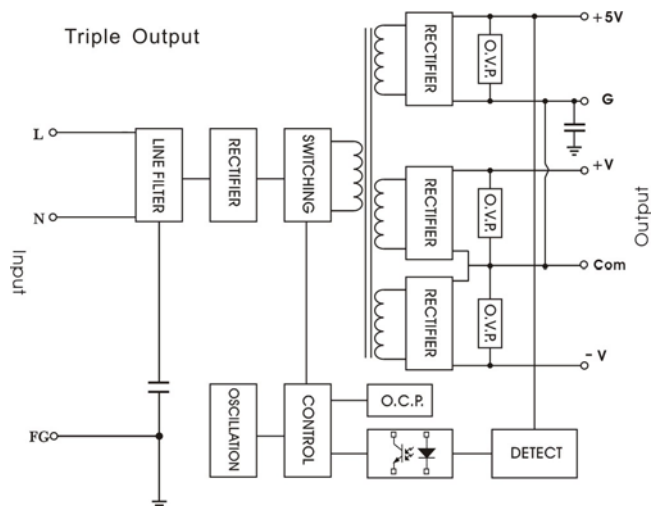 Triple Output
Input
L
N
FG
LINE FILTER
RECTIFIER
SWITCHING
RECTIFIER
RECTIFIER
RECTIFIER
O.V.P.
O.V.P.
O.V.P.
+5V
G
+V
Com
- V
Output
OSCILLATION
CONTROL
O.C.P.
DETECT